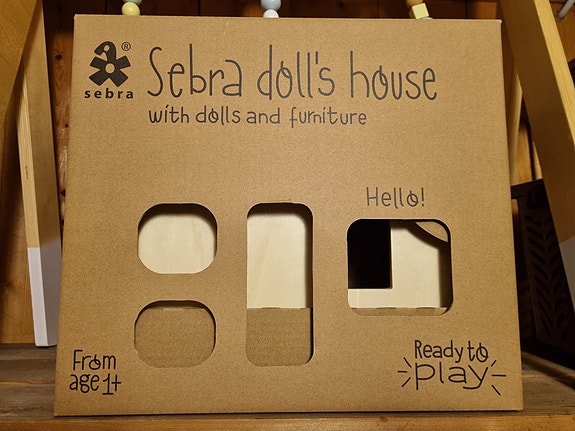 ®
sebra
Sebra doll's house
with dolls and furniture
Hello!
From
age 1+
Ready to
play